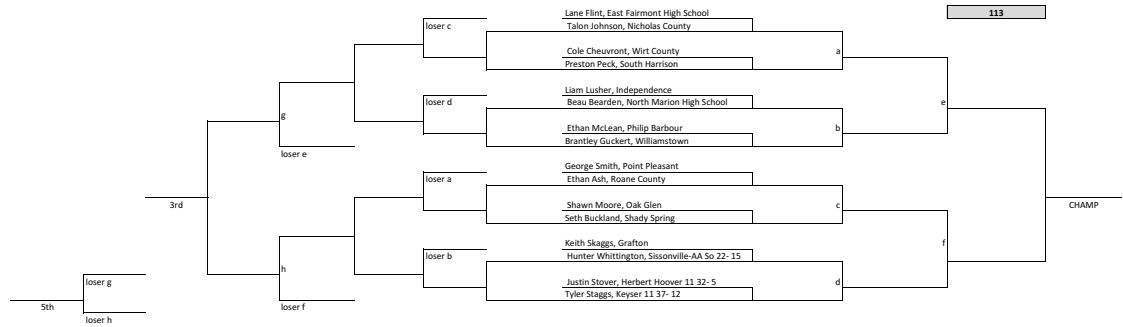 113
Lane Flint, East Fairmont High School
loser c
Talon Johnson, Nicholas County
Cole Cheuvront, Wirt County
a
Preston Peck, South Harrison
Liam Lusher, Independence
loser d
Beau Bearden, North Marion High School
e
g
Ethan McLean, Philip Barbour
b
Brantley Guckert, Williamstown
loser e
George Smith, Point Pleasant
loser a
Ethan Ash, Roane County
3rd
Shawn Moore, Oak Glen
c
CHAMP
Seth Buckland, Shady Spring
Keith Skaggs, Grafton
f
loser b
Hunter Whittington, Sissonville-AA So 22- 15
h
loser g
Justin Stover, Herbert Hoover 11 32- 5
d
Tyler Staggs, Keyser 11 37- 12
5th
loser f
loser h